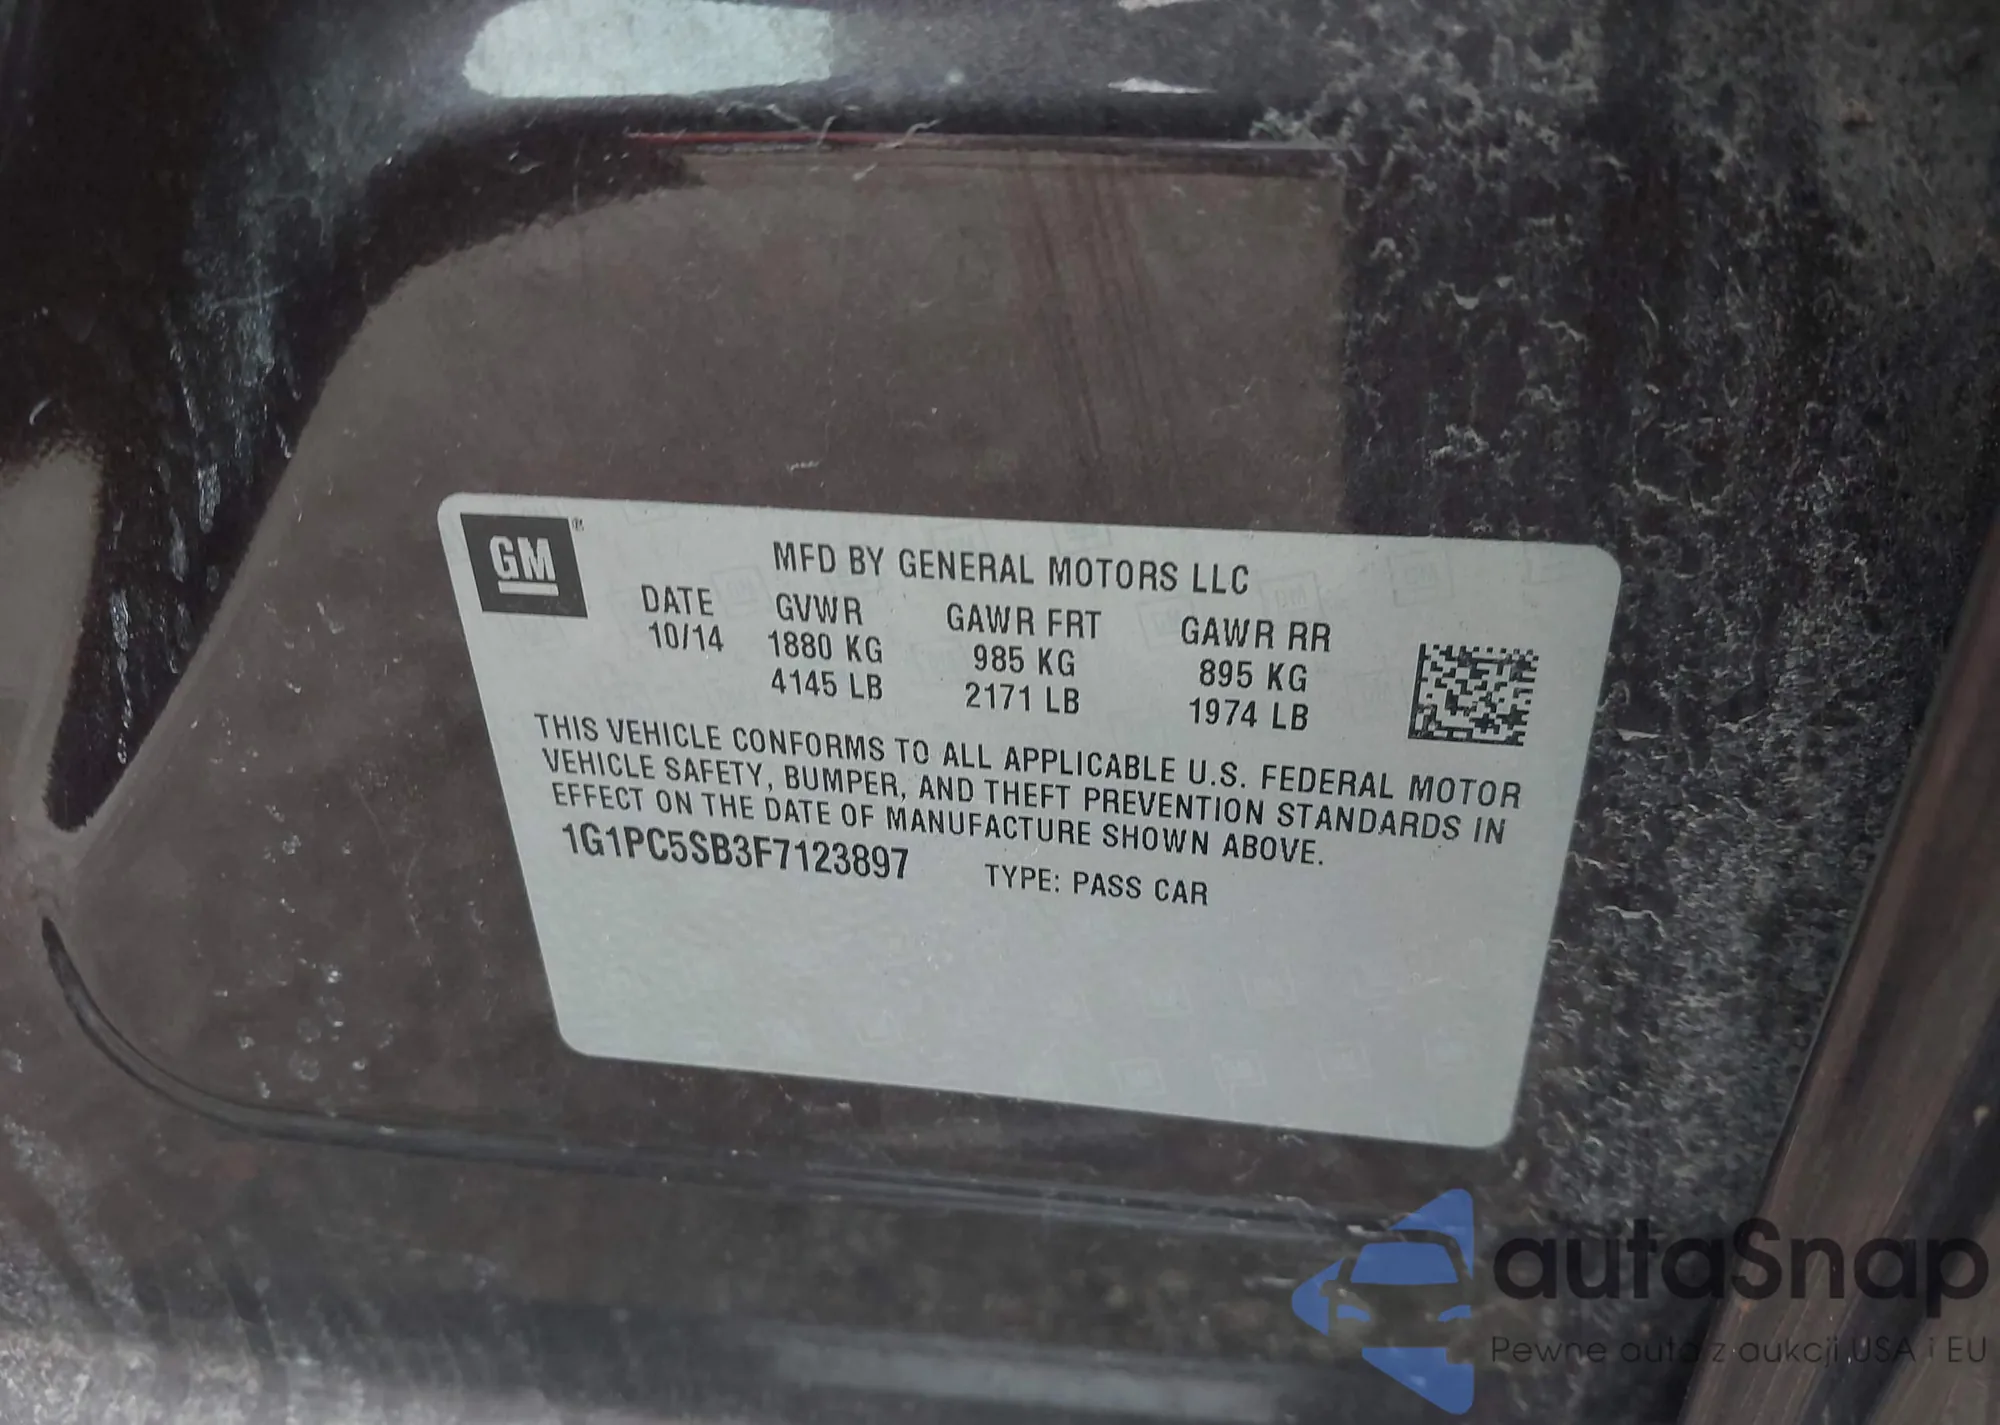 GM®
MFD BY GENERAL MOTORS LLC
DATE GVWR GAWR FRT GAWR RR
10/14 1880 KG 985 KG 895 KG
4145 LB 2171 LB 1974 LB
THIS VEHICLE CONFORMS TO ALL APPLICABLE U.S. FEDERAL MOTOR
VEHICLE SAFETY, BUMPER, AND THEFT PREVENTION STANDARDS IN
EFFECT ON THE DATE OF MANUFACTURE SHOWN ABOVE.
1G1PC5SB3F7123897 TYPE: PASS CAR
autaSnap
Pewne auta z aukcji USA i EU